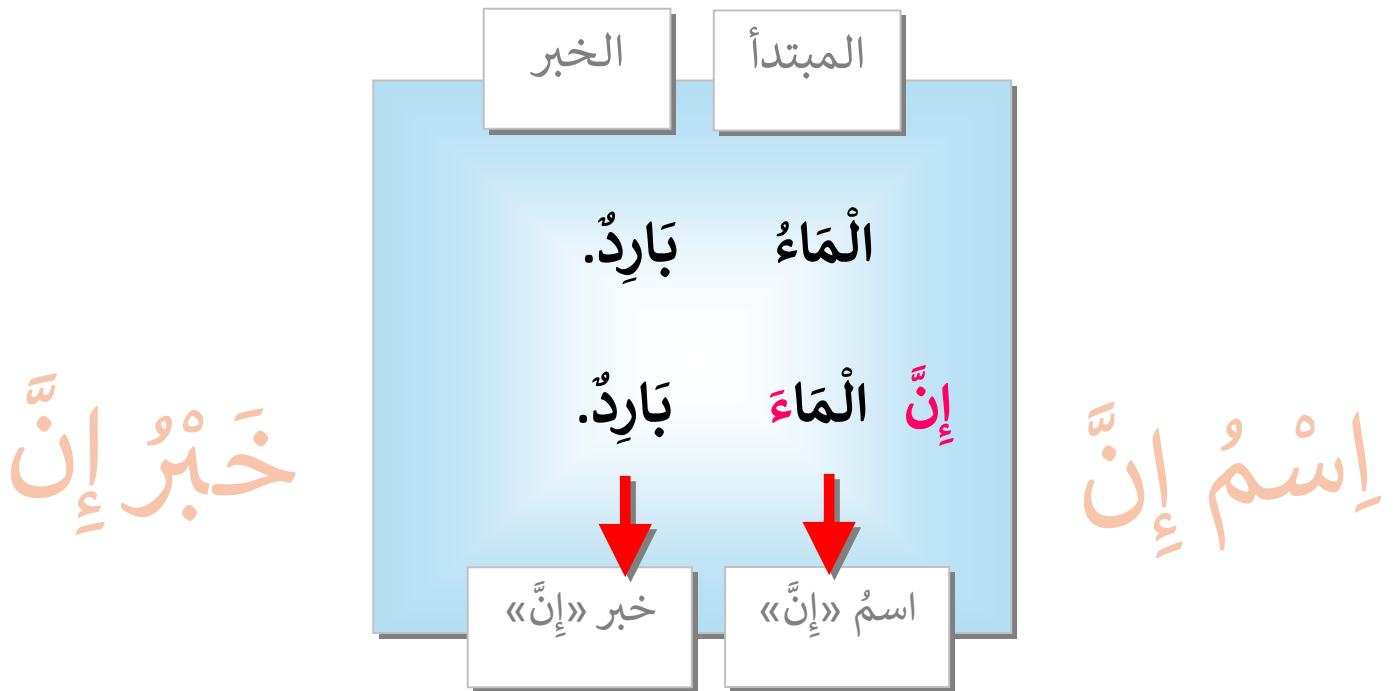 المبتدأ الخبر
الْمَاءُ بَارِدٌ.
إِنَّ الْمَاءَ بَارِدٌ.
اِسْمُ إِنَّ
خَبْرُ إِنَّ
اسمُ «إِنَّ» خبر «إِنَّ»